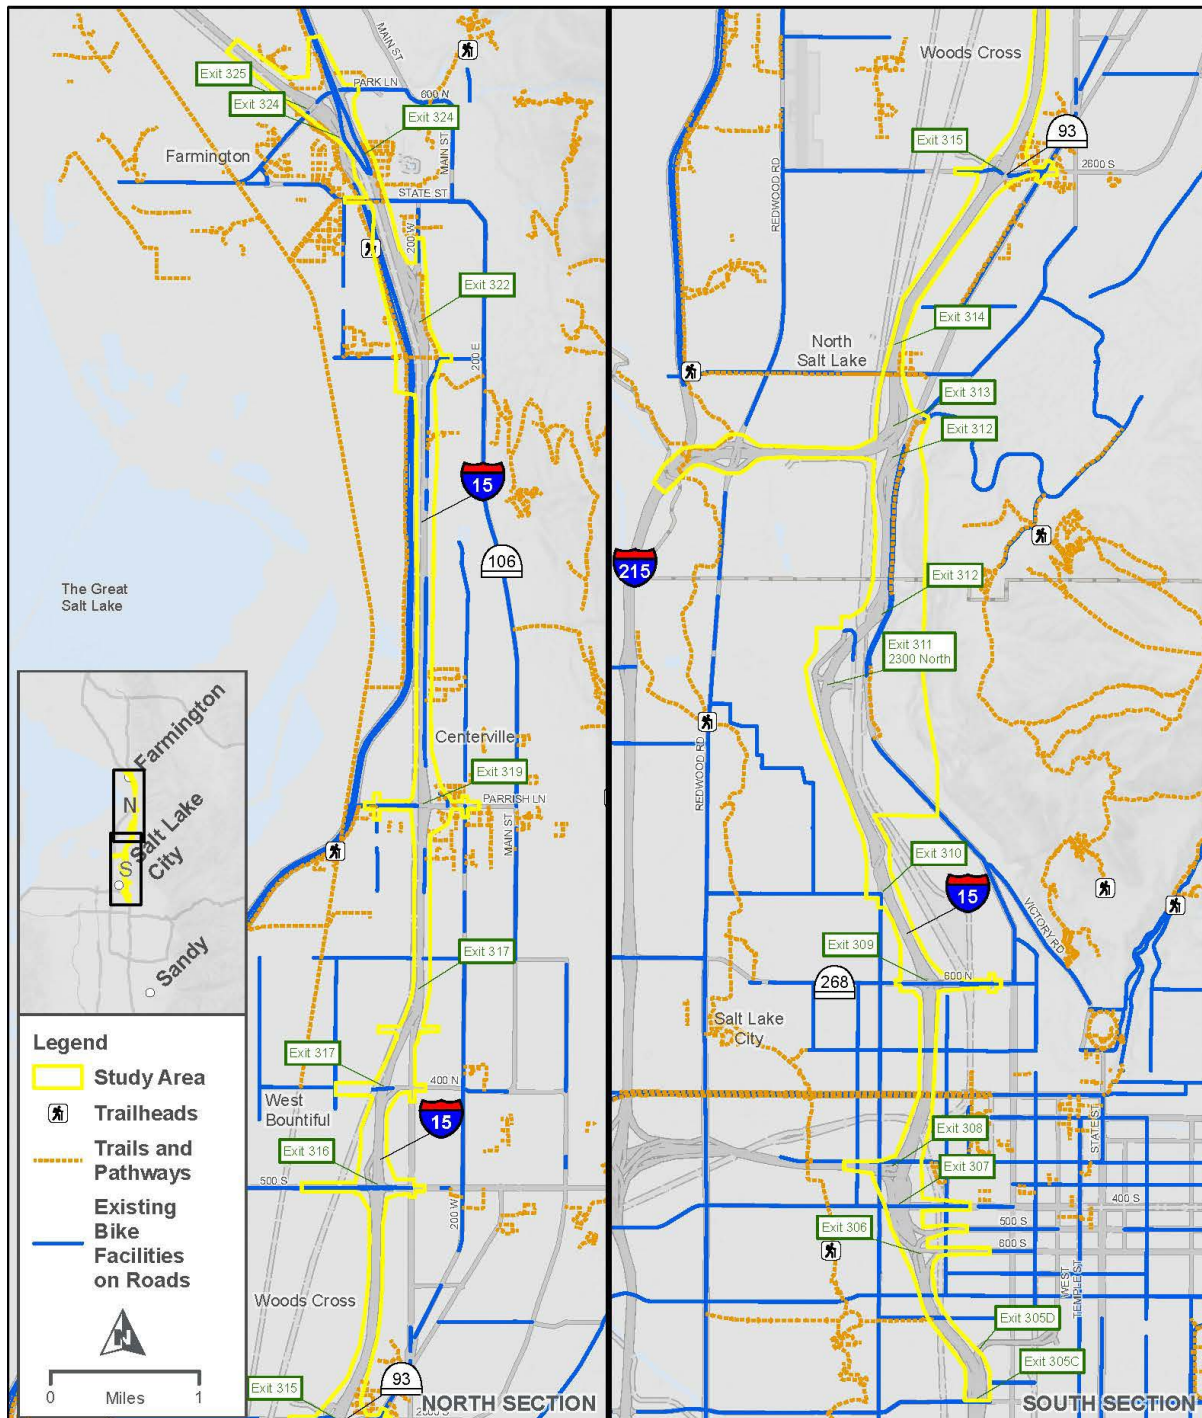 MAIN ST
Exit 325
PARK LN
600 N
Exit 324
Exit 324
Farmington
MAIN ST
STATE ST
200 W
Exit 322
200 E
15
106
The Great
Salt Lake
Centerville
Exit 319
PARRISH LN
MAIN ST
Exit 317
Exit 317
400 N
West
Bountiful
15
Exit 316
500 S
200 W
Woods Cross
Exit 315
93
NORTH SECTION
Farmington
N
Salt Lake
City
S
Sandy
Legend
Study Area
Trailheads
Trails and
Pathways
Existing
Bike
Facilities
on Roads
N
0 1
Miles
Woods Cross
93
Exit 315
2600 S
REDWOOD RD
Exit 314
North
Salt Lake
Exit 313
Exit 312
215
Exit 312
Exit 311
2300 North
REDWOOD RD
Exit 310
15
VICTORY RD
Exit 309
600 N
268
Salt Lake
City
STATE ST
Exit 308
Exit 307
400 S
500 S
Exit 306
600 S
WEST
TEMPLE ST
Exit 305D
Exit 305C
SOUTH SECTION